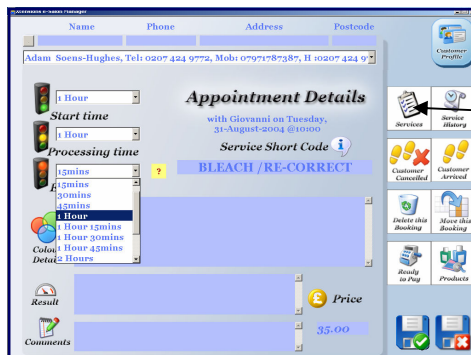 Name Phone Address Postcode
Adam Soens-Hughes, Tel: 0207 424 9772, Mob: 07971787387, H :0207 424 9
Customer
Profile
1 Hour
Start time
Appointment Details
with Giovanni on Tuesday,
31-August-2004 @10:00
Services
Service
History
1 Hour
Processing time
Service Short Code
15mins
?
BLEACH /RE-CORRECT
Customer
Cancelled
Customer
Arrived
15mins
30mins
45mins
1 Hour
1 Hour 15mins
1 Hour 30mins
1 Hour 45mins
2 Hours
Delete this
Booking
Move this
Booking
Colou
Detai
Ready
to Pay
Products
Result
Price
35.00
Comments